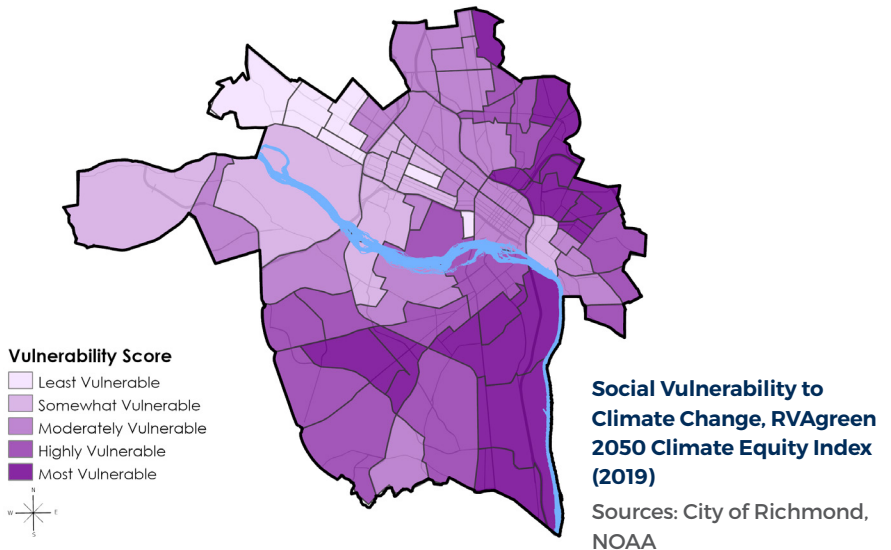 Vulnerability Score
Least Vulnerable
Somewhat Vulnerable
Moderately Vulnerable
Highly Vulnerable
Most Vulnerable
N
W E
S
Social Vulnerability to
Climate Change, RVAgreen
2050 Climate Equity Index
(2019)
Sources: City of Richmond,
NOAA